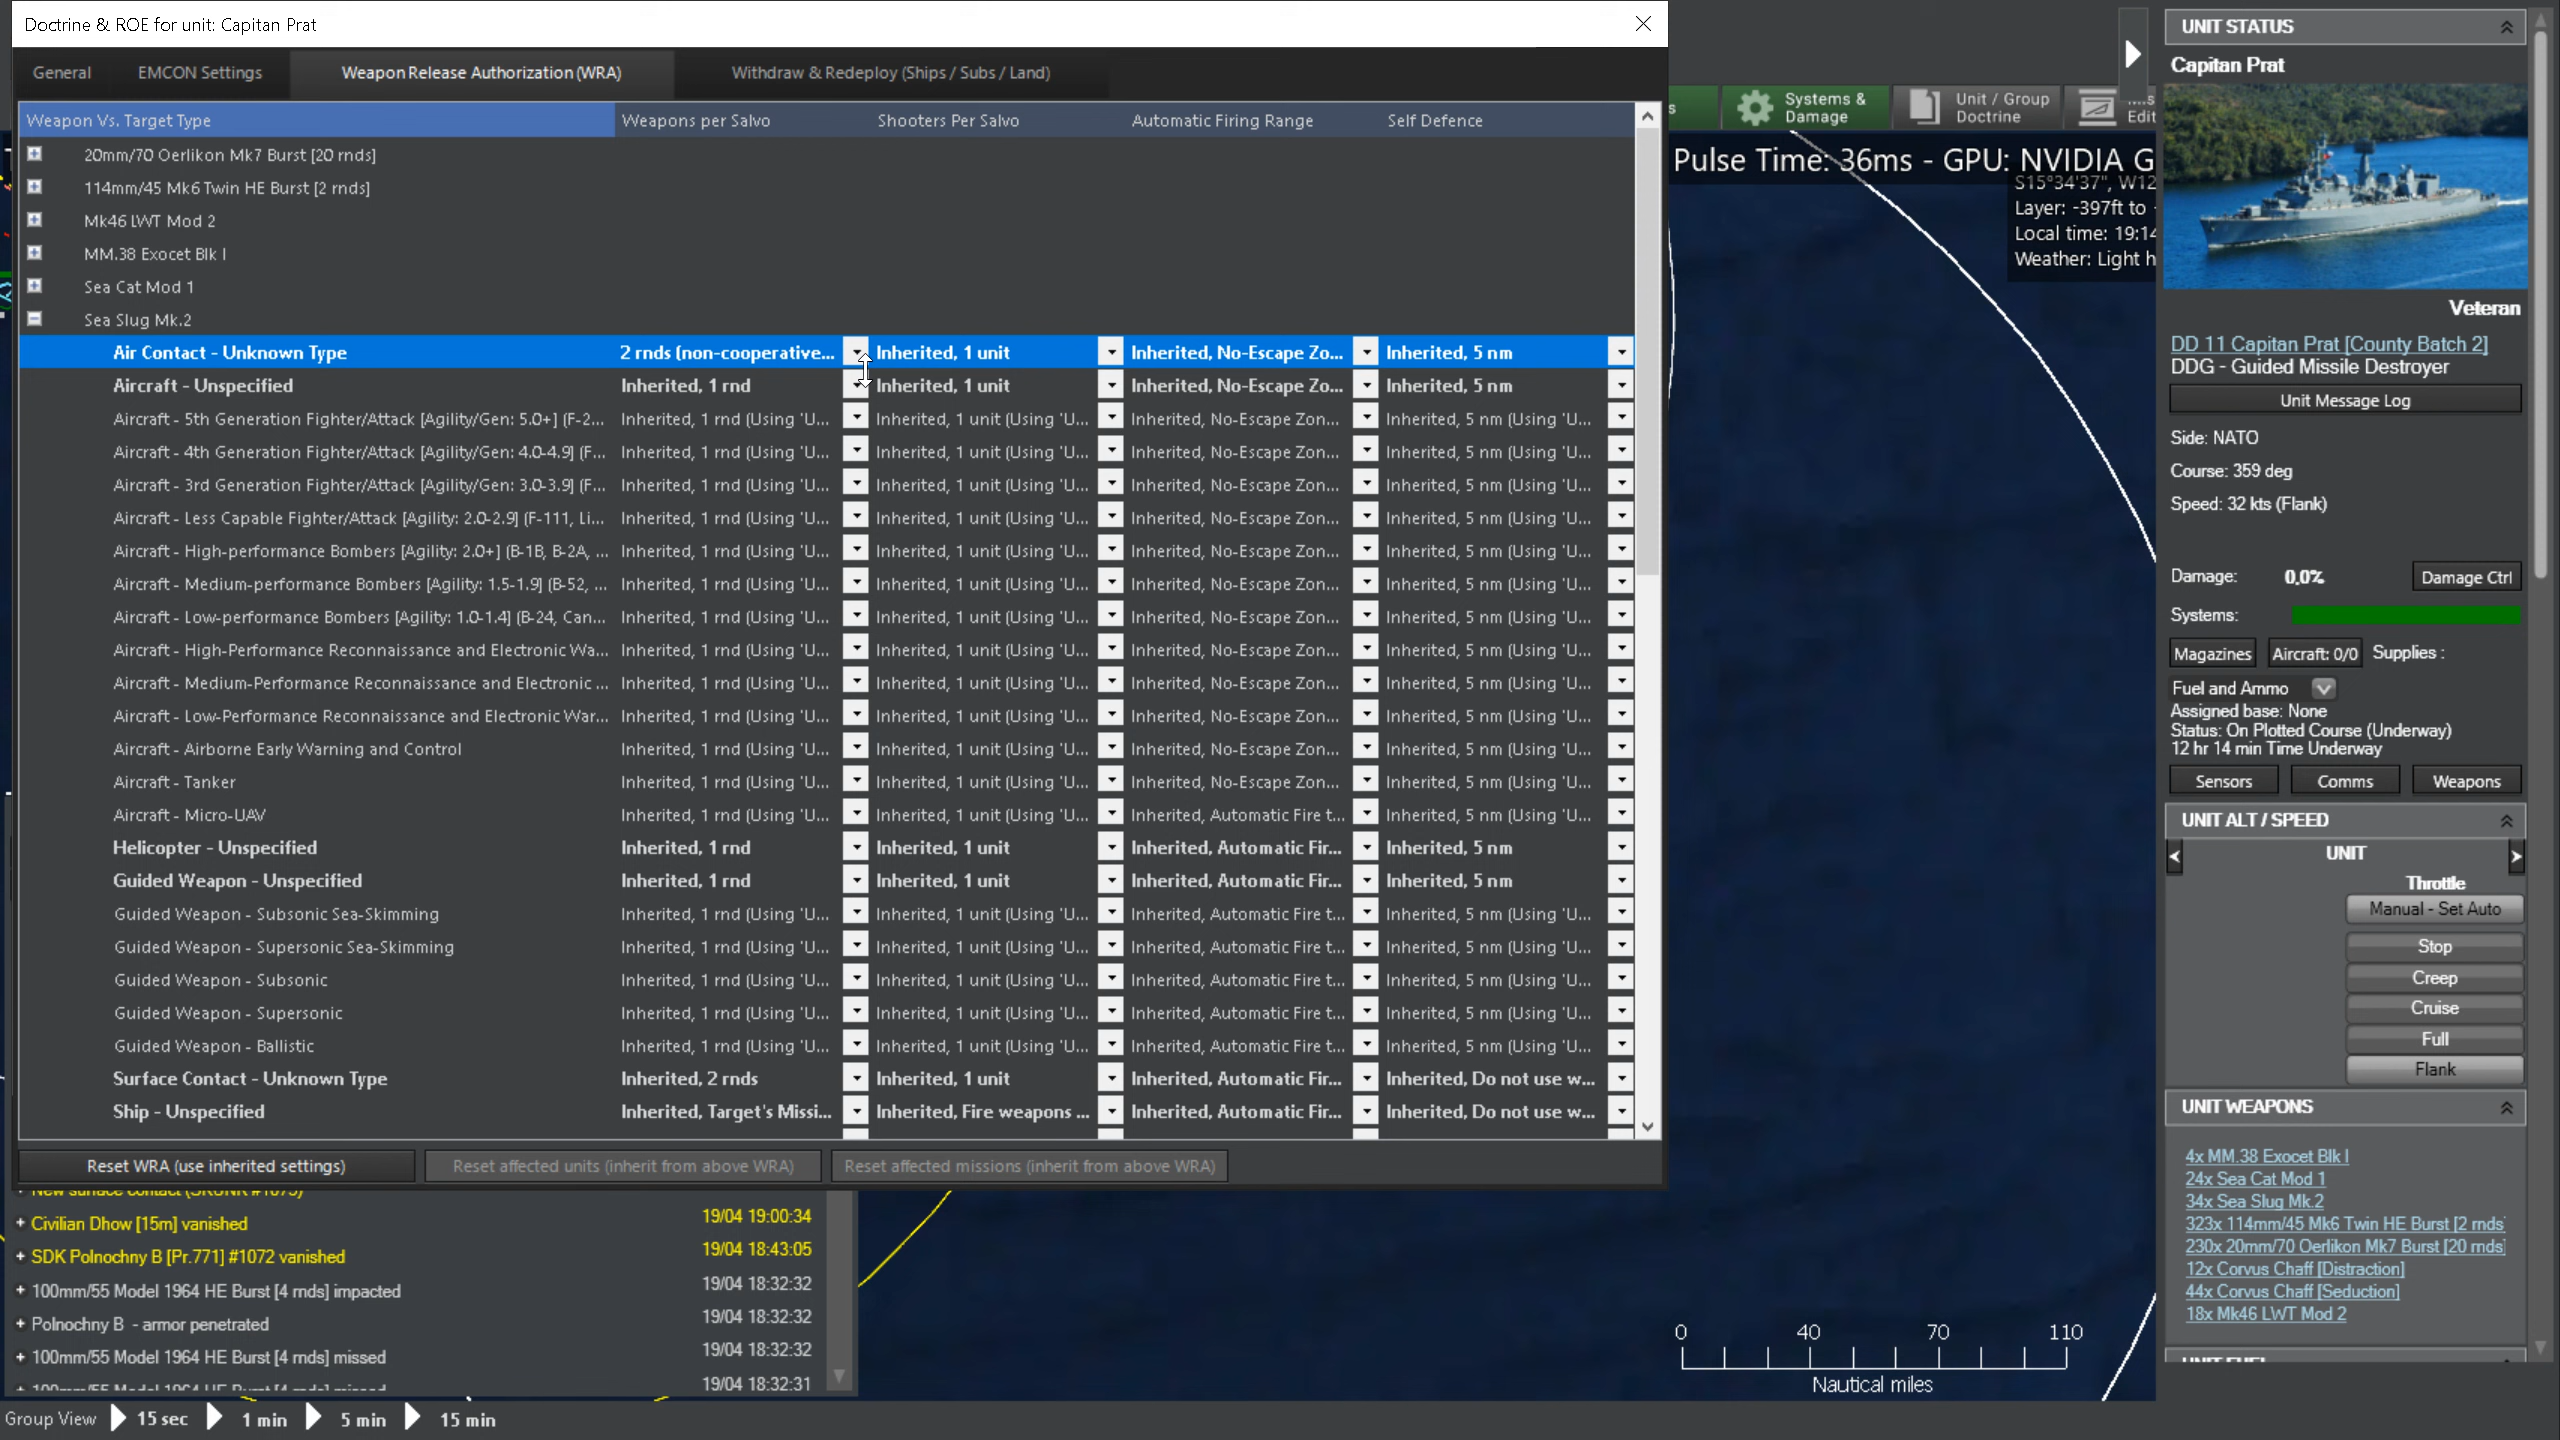 Doctrine & ROE for unit: Capitan Prat
General
EMCON Settings
Weapon Release Authorization (WRA)
Withdraw & Redeploy (Ships / Subs / Land)
Weapon Vs. Target Type Weapons per Salvo Shooters Per Salvo Automatic Firing Range Self Defence
20mm/70 Oerlikon Mk7 Burst [20 rnds]
114mm/45 Mk6 Twin HE Burst [2 rnds]
Mk46 LWT Mod 2
MM.38 Exocet Blk I
Sea Cat Mod 1
Sea Slug Mk.2
Air Contact - Unknown Type 2 rnds (non-cooperative... Inherited, 1 unit Inherited, No-Escape Zo... Inherited, 5 nm
Aircraft - Unspecified Inherited, 1 rnd Inherited, 1 unit Inherited, No-Escape Zo... Inherited, 5 nm
Aircraft - 5th Generation Fighter/Attack [Agility/Gen: 5.0+] (F-2... Inherited, 1 rnd (Using 'U... Inherited, 1 unit (Using 'U... Inherited, No-Escape Zon... Inherited, 5 nm (Using 'U...
Aircraft - 4th Generation Fighter/Attack [Agility/Gen: 4.0-4.9] (F... Inherited, 1 rnd (Using 'U... Inherited, 1 unit (Using 'U... Inherited, No-Escape Zon... Inherited, 5 nm (Using 'U...
Aircraft - 3rd Generation Fighter/Attack [Agility/Gen: 3.0-3.9] (F... Inherited, 1 rnd (Using 'U... Inherited, 1 unit (Using 'U... Inherited, No-Escape Zon... Inherited, 5 nm (Using 'U...
Aircraft - Less Capable Fighter/Attack [Agility: 2.0-2.9] (F-111, Li... Inherited, 1 rnd (Using 'U... Inherited, 1 unit (Using 'U... Inherited, No-Escape Zon... Inherited, 5 nm (Using 'U...
Aircraft - High-performance Bombers [Agility: 2.0+] (B-1B, B-2A, ... Inherited, 1 rnd (Using 'U... Inherited, 1 unit (Using 'U... Inherited, No-Escape Zon... Inherited, 5 nm (Using 'U...
Aircraft - Medium-performance Bombers [Agility: 1.5-1.9] (B-52, ... Inherited, 1 rnd (Using 'U... Inherited, 1 unit (Using 'U... Inherited, No-Escape Zon... Inherited, 5 nm (Using 'U...
Aircraft - Low-performance Bombers [Agility: 1.0-1.4] (B-24, Can... Inherited, 1 rnd (Using 'U... Inherited, 1 unit (Using 'U... Inherited, No-Escape Zon... Inherited, 5 nm (Using 'U...
Aircraft - High-Performance Reconnaissance and Electronic Wa... Inherited, 1 rnd (Using 'U... Inherited, 1 unit (Using 'U... Inherited, No-Escape Zon... Inherited, 5 nm (Using 'U...
Aircraft - Medium-Performance Reconnaissance and Electronic ... Inherited, 1 rnd (Using 'U... Inherited, 1 unit (Using 'U... Inherited, No-Escape Zon... Inherited, 5 nm (Using 'U...
Aircraft - Low-Performance Reconnaissance and Electronic War... Inherited, 1 rnd (Using 'U... Inherited, 1 unit (Using 'U... Inherited, No-Escape Zon... Inherited, 5 nm (Using 'U...
Aircraft - Airborne Early Warning and Control Inherited, 1 rnd (Using 'U... Inherited, 1 unit (Using 'U... Inherited, No-Escape Zon... Inherited, 5 nm (Using 'U...
Aircraft - Tanker Inherited, 1 rnd (Using 'U... Inherited, 1 unit (Using 'U... Inherited, No-Escape Zon... Inherited, 5 nm (Using 'U...
Aircraft - Micro-UAV Inherited, 1 rnd (Using 'U... Inherited, 1 unit (Using 'U... Inherited, Automatic Fire t... Inherited, 5 nm (Using 'U...
Helicopter - Unspecified Inherited, 1 rnd Inherited, 1 unit Inherited, Automatic Fir... Inherited, 5 nm
Guided Weapon - Unspecified Inherited, 1 rnd Inherited, 1 unit Inherited, Automatic Fir... Inherited, 5 nm
Guided Weapon - Subsonic Sea-Skimming Inherited, 1 rnd (Using 'U... Inherited, 1 unit (Using 'U... Inherited, Automatic Fire t... Inherited, 5 nm (Using 'U...
Guided Weapon - Supersonic Sea-Skimming Inherited, 1 rnd (Using 'U... Inherited, 1 unit (Using 'U... Inherited, Automatic Fire t... Inherited, 5 nm (Using 'U...
Guided Weapon - Subsonic Inherited, 1 rnd (Using 'U... Inherited, 1 unit (Using 'U... Inherited, Automatic Fire t... Inherited, 5 nm (Using 'U...
Guided Weapon - Supersonic Inherited, 1 rnd (Using 'U... Inherited, 1 unit (Using 'U... Inherited, Automatic Fire t... Inherited, 5 nm (Using 'U...
Guided Weapon - Ballistic Inherited, 1 rnd (Using 'U... Inherited, 1 unit (Using 'U... Inherited, Automatic Fire t... Inherited, 5 nm (Using 'U...
Surface Contact - Unknown Type Inherited, 2 rnds Inherited, 1 unit Inherited, Automatic Fir... Inherited, Do not use w...
Ship - Unspecified Inherited, Target's Missi... Inherited, Fire weapons ... Inherited, Automatic Fir... Inherited, Do not use w...
Reset WRA (use inherited settings)
Reset affected units (inherit from above WRA)
Reset affected missions (inherit from above WRA)
New surface contact (SKUNK #1075)
+ Civilian Dhow [15m] vanished 19/04 19:00:34
+ SDK Polnochny B [Pr.771] #1072 vanished 19/04 18:43:05
+ 100mm/55 Model 1964 HE Burst [4 rnds] impacted 19/04 18:32:32
+ Polnochny B - armor penetrated 19/04 18:32:32
+ 100mm/55 Model 1964 HE Burst [4 rnds] missed 19/04 18:32:32
+ 100mm/55 Model 1964 HE Burst [4 rnds] missed 19/04 18:32:31
Group View 15 sec 1 min 5 min 15 min
s
Systems &
Damage
Unit / Group
Doctrine
Mis
Edit
Pulse Time: 36ms - GPU: NVIDIA G
S15°34'37", W12
Layer: -397ft to -
Local time: 19:14
Weather: Light h
0 40 70 110
Nautical miles
UNIT STATUS
Capitan Prat
Veteran
DD 11 Capitan Prat [County Batch 2]
DDG - Guided Missile Destroyer
Unit Message Log
Side: NATO
Course: 359 deg
Speed: 32 kts (Flank)
Damage: 0,0% Damage Ctrl
Systems:
Magazines Aircraft: 0/0 Supplies :
Fuel and Ammo
Assigned base: None
Status: On Plotted Course (Underway)
12 hr 14 min Time Underway
Sensors Comms Weapons
UNIT ALT / SPEED
< UNIT >
Throttle
Manual - Set Auto
Stop
Creep
Cruise
Full
Flank
UNIT WEAPONS
4x MM.38 Exocet Blk I
24x Sea Cat Mod 1
34x Sea Slug Mk.2
323x 114mm/45 Mk6 Twin HE Burst [2 rnds
230x 20mm/70 Oerlikon Mk7 Burst [20 rnds]
12x Corvus Chaff [Distraction]
44x Corvus Chaff [Seduction]
18x Mk46 LWT Mod 2
UNIT FUEL